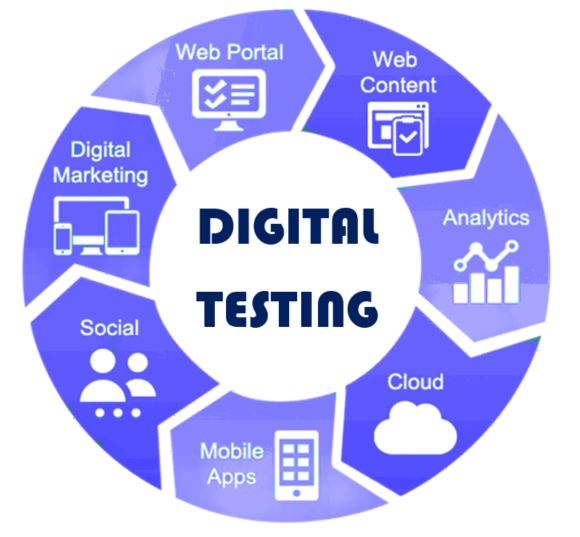 Web Portal
Web
Content
Digital
Marketing
DIGITAL
TESTING
Analytics
Social
Cloud
Mobile
Apps